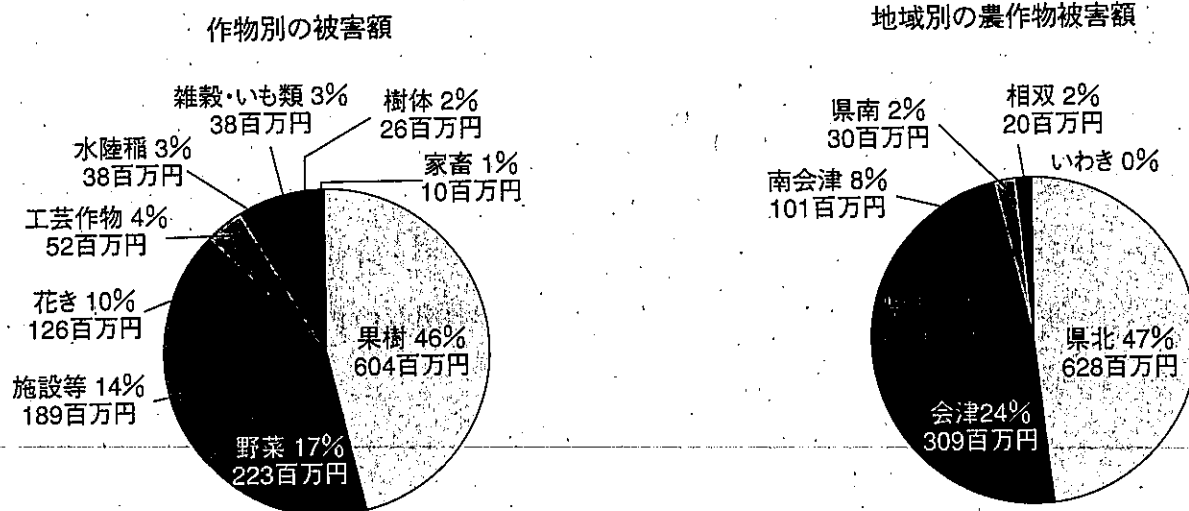 作物別の被害額
雑穀・いも類 3%
38百万円
樹体 2%
26百万円
水陸稲 3%
38百万円
家畜 1%
10百万円
工芸作物 4%
52百万円
花き 10%
126百万円
果樹 46%
604百万円
施設等 14%
189百万円
野菜 17%
223百万円
地域別の農作物被害額
県南 2%
30百万円
相双 2%
20百万円
いわき 0%
南会津 8%
101百万円
県北 47%
628百万円
会津24%
309百万円